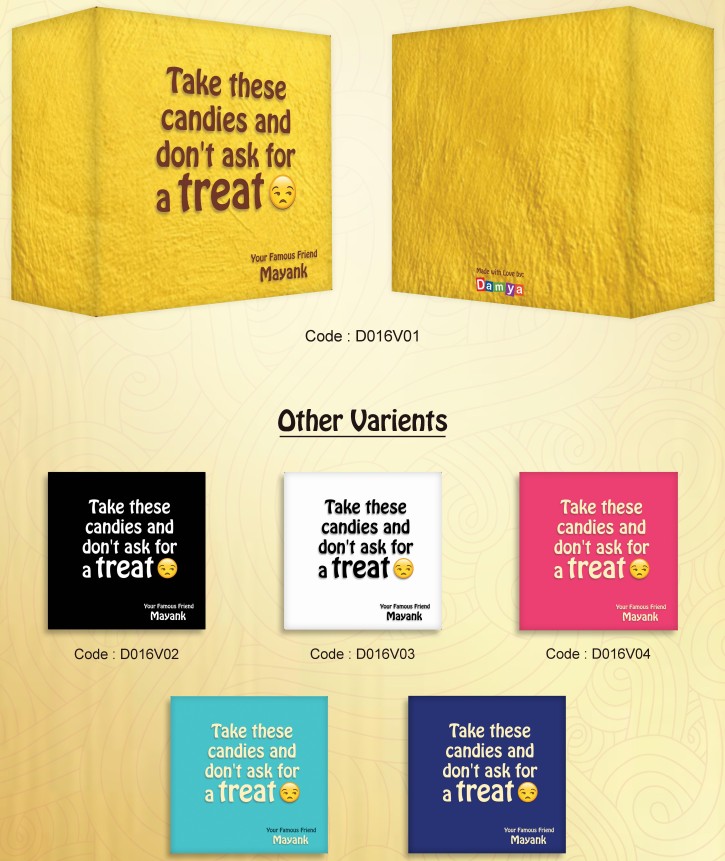 Take these
candies and
don't ask for
a treat
Your Famous Friend
Mayank
Made with Love by:
Damya
Code : D016V01
Other Varients
Take these
candies and
don't ask for
a treat
Your Famous Friend
Mayank
Code : D016V02
Take these
candies and
don't ask for
a treat
Your Famous Friend
Mayank
Code : D016V03
Take these
candies and
don't ask for
a treat
Your Famous Friend
Mayank
Code : D016V04
Take these
candies and
don't ask for
a treat
Your Famous Friend
Mayank
Take these
candies and
don't ask for
a treat
Your Famous Friend
Mayank